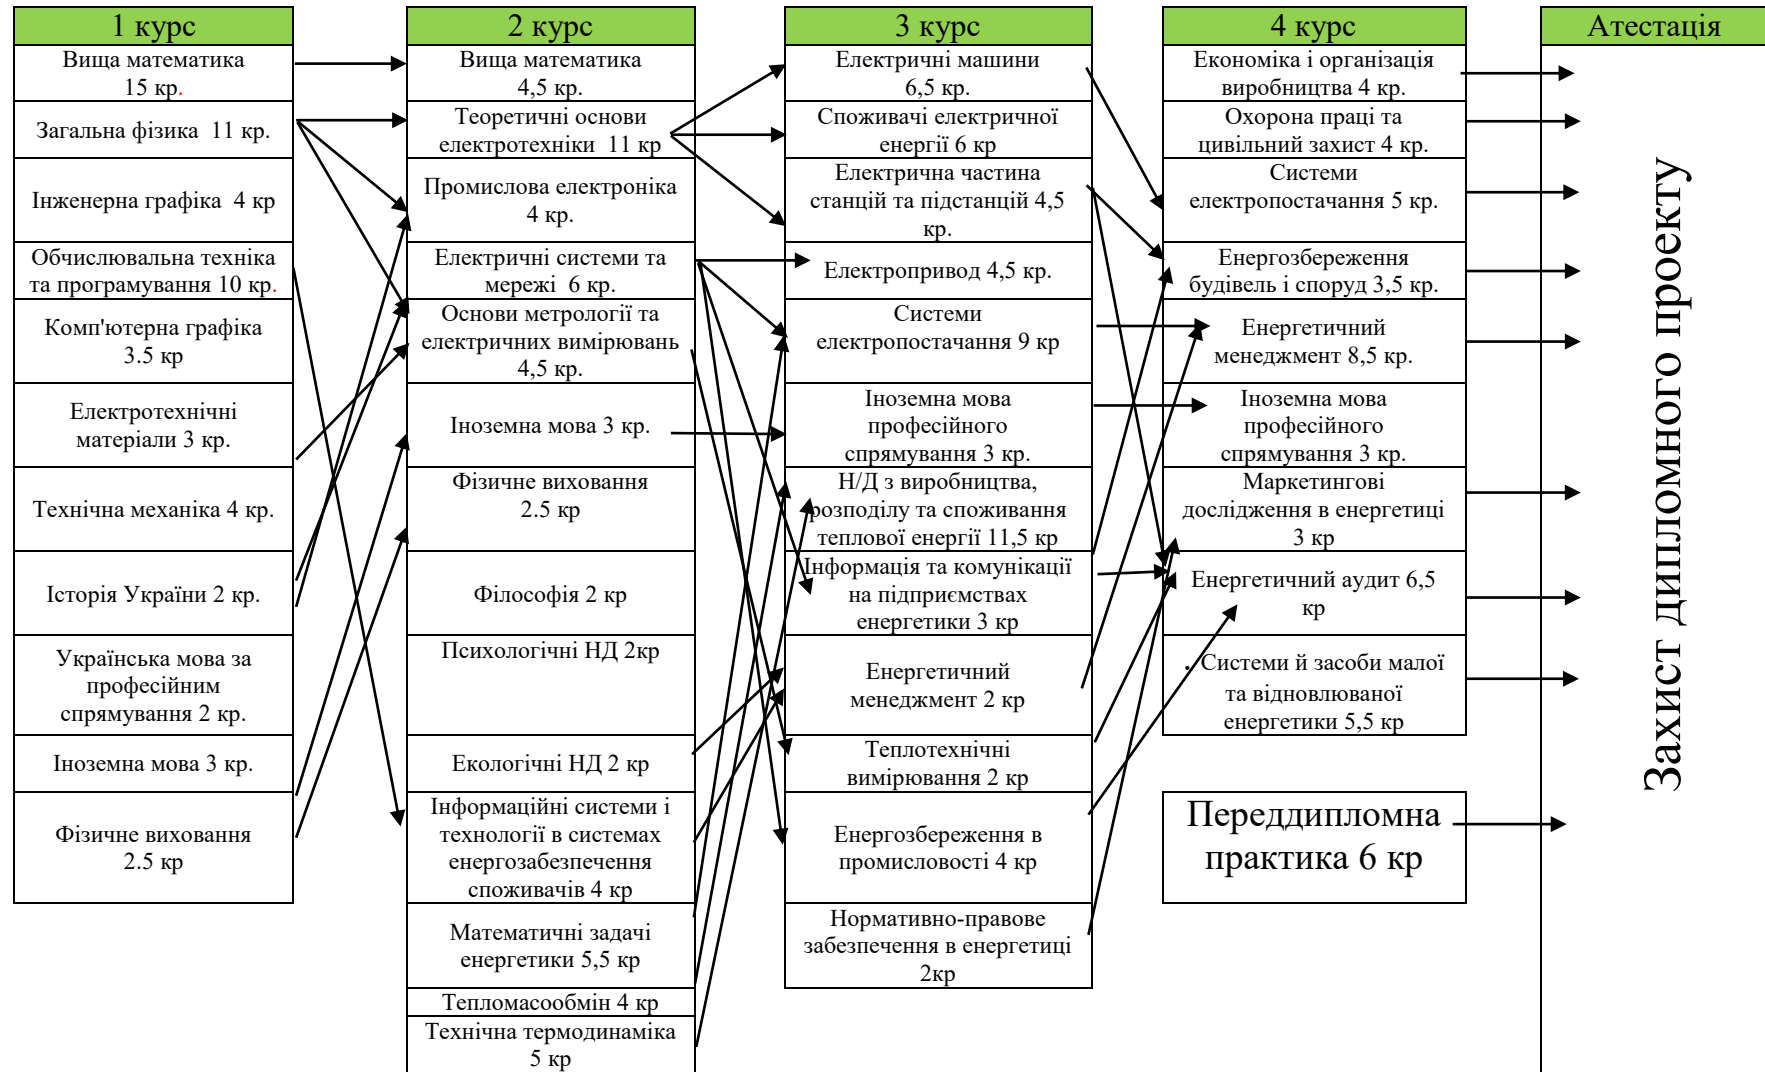 1 курс
Вища математика
15 кр.
Загальна фізика 11 кр.
Інженерна графіка 4 кр
Обчислювальна техніка
та програмування 10 кр.
Комп'ютерна графіка
3.5 кр
Електротехнічні
матеріали 3 кр.
Технічна механіка 4 кр.
Історія України 2 кр.
Українська мова за
професійним
спрямування 2 кр.
Іноземна мова 3 кр.
Фізичне виховання
2.5 кр
2 курс
Вища математика
4,5 кр.
Теоретичні основи
електротехніки 11 кр
Промислова електроніка
4 кр.
Електричні системи та
мережі 6 кр.
Основи метрології та
електричних вимірювань
4,5 кр.
Іноземна мова 3 кр.
Фізичне виховання
2.5 кр
Філософія 2 кр
Психологічні НД 2кр
Екологічні НД 2 кр
Інформаційні системи і
технології в системах
енергозабезпечення
споживачів 4 кр
Математичні задачі
енергетики 5,5 кр
Тепломасообмін 4 кр
Технічна термодинаміка
5 кр
3 курс
Електричні машини
6,5 кр.
Споживачі електричної
енергії 6 кр
Електрична частина
станцій та підстанцій 4,5
кр.
Електропривод 4,5 кр.
Системи
електропостачання 9 кр
Іноземна мова
професійного
спрямування 3 кр.
Н/Д з виробництва,
розподілу та споживання
теплової енергії 11,5 кр
Інформація та комунікації
на підприємствах
енергетики 3 кр
Енергетичний
менеджмент 2 кр
Теплотехнічні
вимірювання 2 кр
Енергозбереження в
промисловості 4 кр
Нормативно-правове
забезпечення в енергетиці
2кр
4 курс
Економіка і організація
виробництва 4 кр.
Охорона праці та
цивільний захист 4 кр.
Системи
електропостачання 5 кр.
Енергозбереження
будівель і споруд 3,5 кр.
Енергетичний
менеджмент 8,5 кр.
Іноземна мова
професійного
спрямування 3 кр.
Маркетингові
дослідження в енергетиці
3 кр
Енергетичний аудит 6,5
кр
. Системи й засоби малої
та відновлюваної
енергетики 5,5 кр
Переддипломна
практика 6 кр
Атестація
Захист дипломного проекту